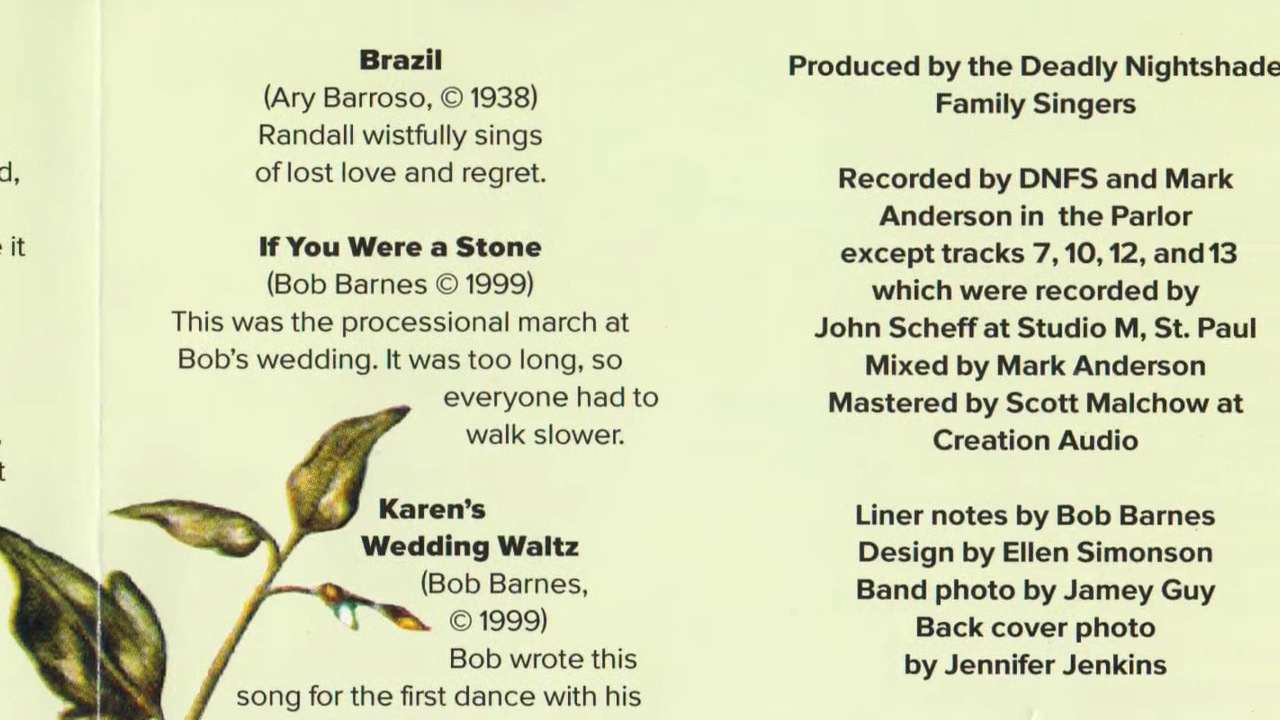 d,
it
t
Brazil
(Ary Barroso, © 1938)
Randall wistfully sings
of lost love and regret.
If You Were a Stone
(Bob Barnes © 1999)
This was the processional march at
Bob's wedding. It was too long, so
everyone had to
walk slower.
Karen's
Wedding Waltz
(Bob Barnes,
© 1999)
Bob wrote this
song for the first dance with his
Produced by the Deadly Nightshade
Family Singers
Recorded by DNFS and Mark
Anderson in the Parlor
except tracks 7, 10, 12, and 13
which were recorded by
John Scheff at Studio M, St. Paul
Mixed by Mark Anderson
Mastered by Scott Malchow at
Creation Audio
Liner notes by Bob Barnes
Design by Ellen Simonson
Band photo by Jamey Guy
Back cover photo
by Jennifer Jenkins